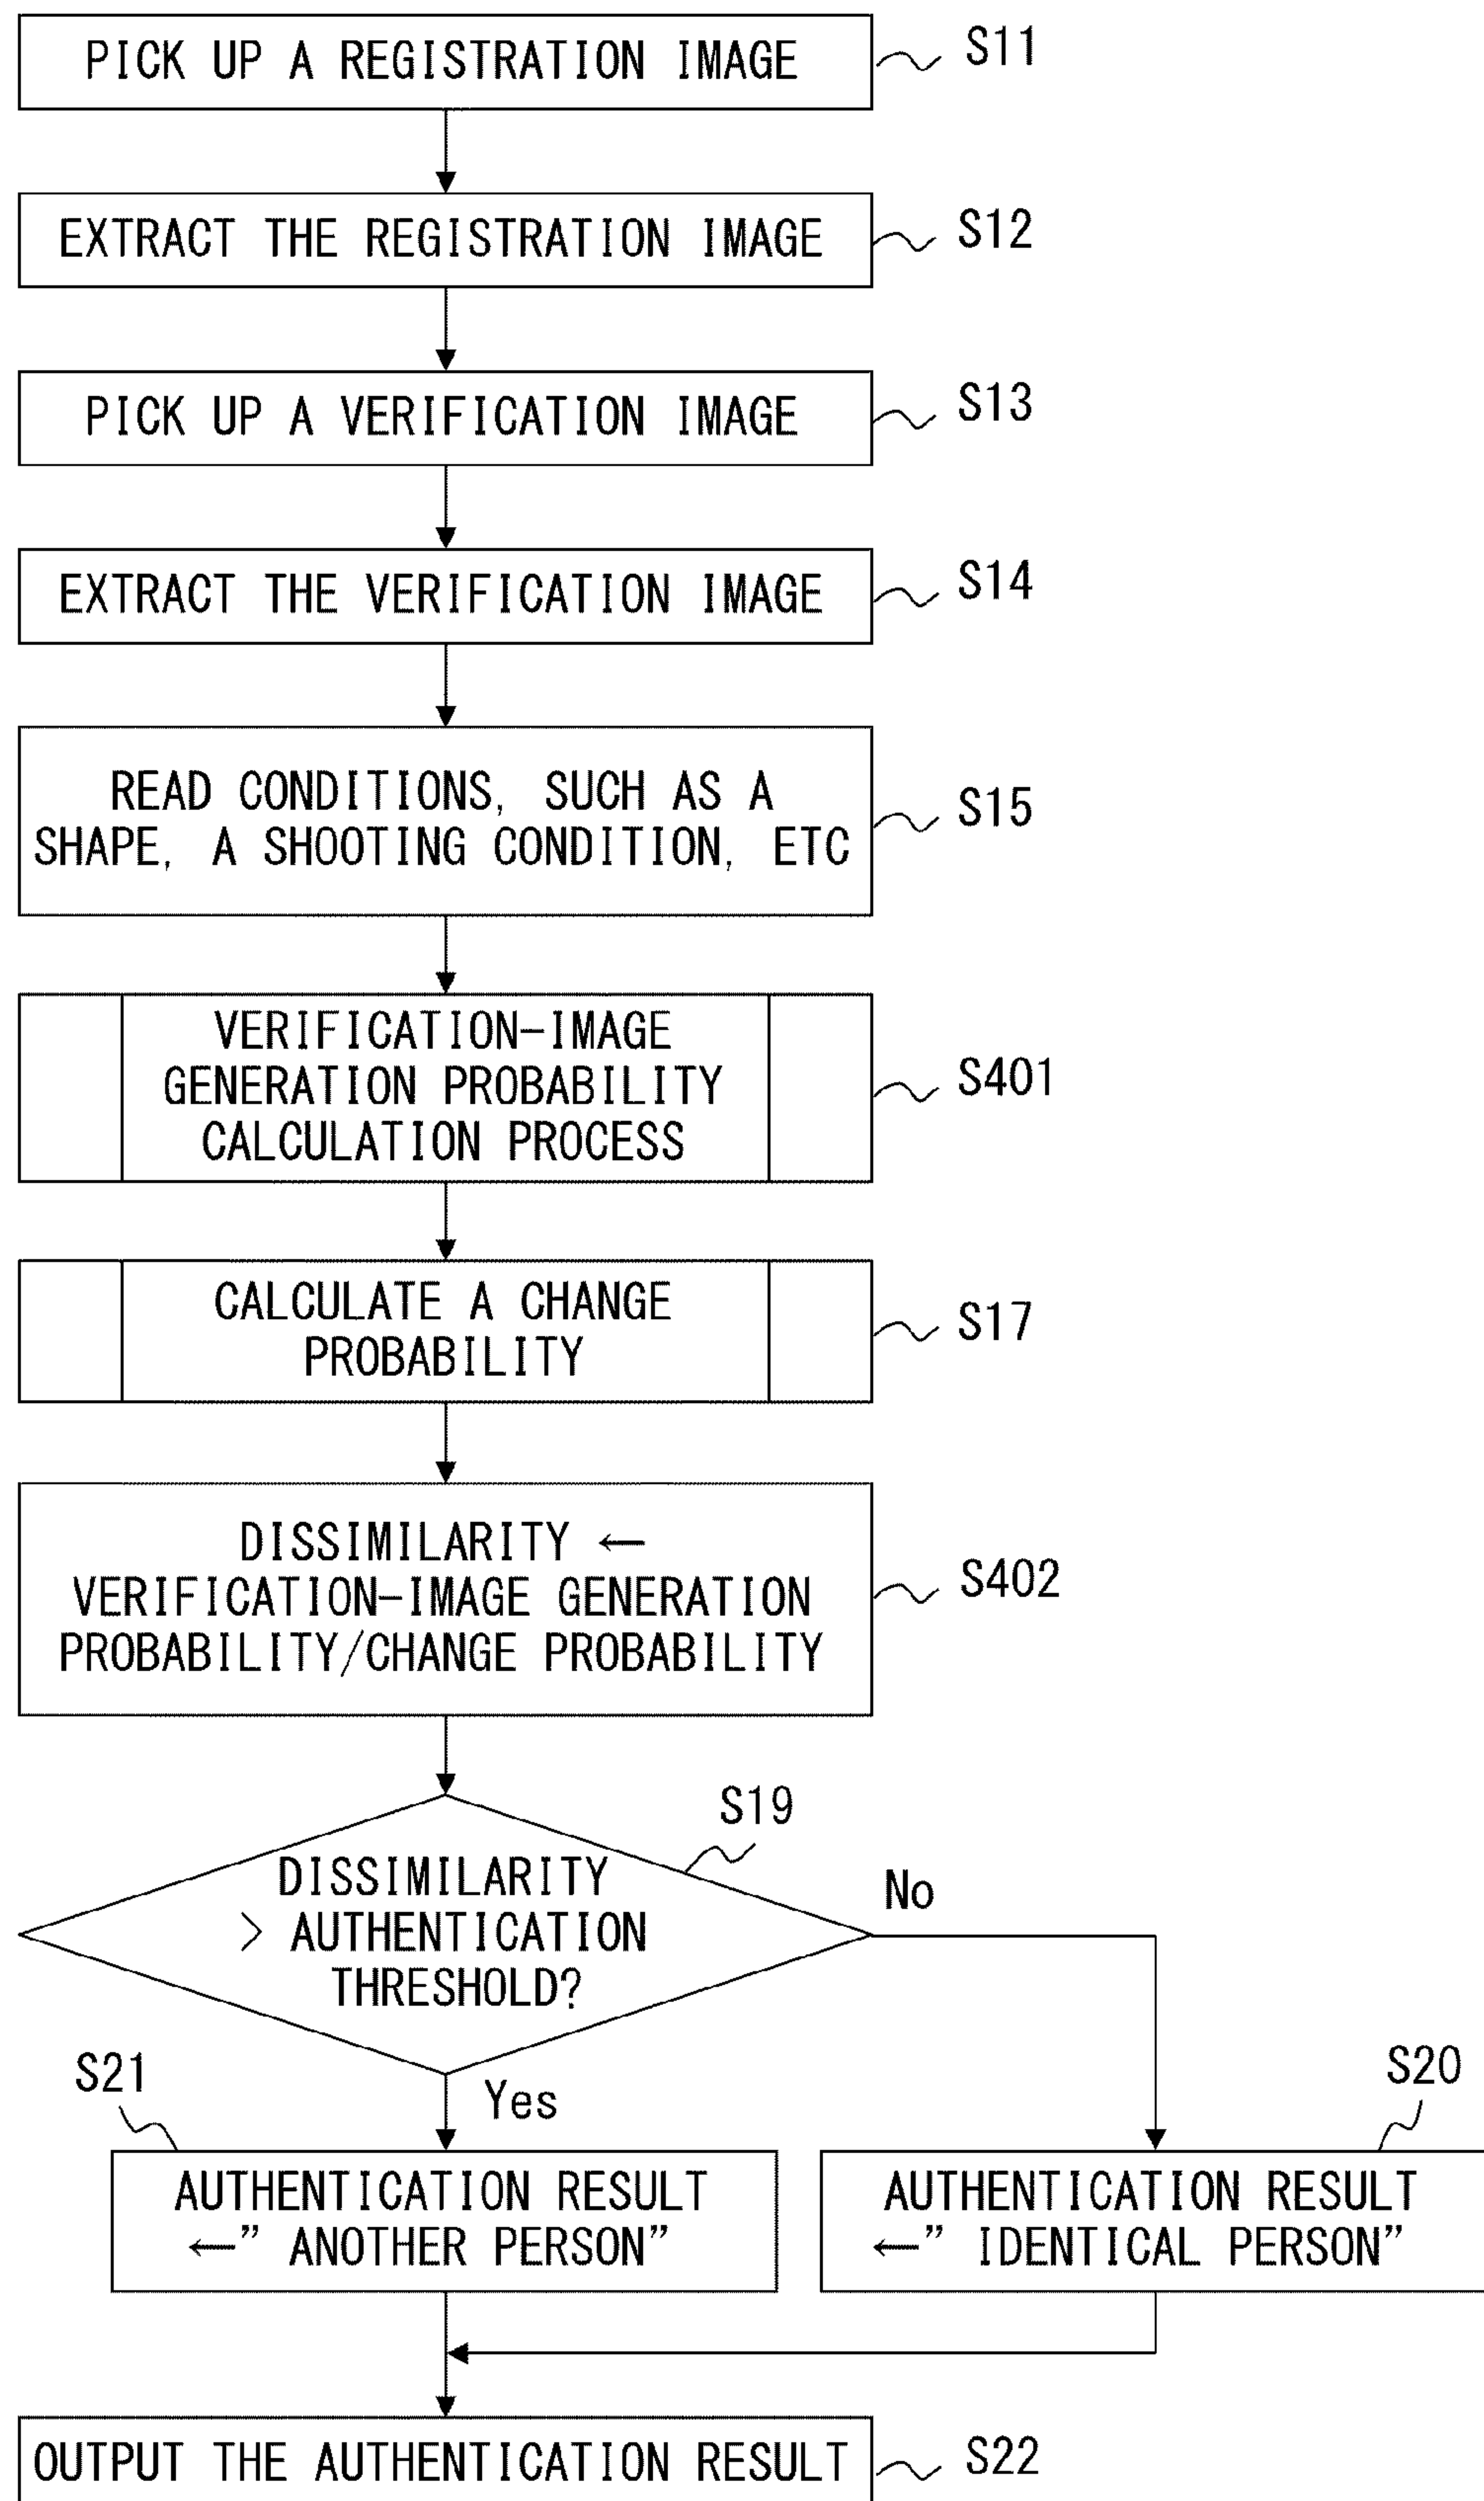 PICK UP A REGISTRATION IMAGE
S11
EXTRACT THE REGISTRATION IMAGE
S12
PICK UP A VERIFICATION IMAGE
S13
EXTRACT THE VERIFICATION IMAGE
S14
READ CONDITIONS, SUCH AS A
SHAPE, A SHOOTING CONDITION, ETC
S15
VERIFICATION-IMAGE
GENERATION PROBABILITY
CALCULATION PROCESS
S401
CALCULATE A CHANGE
PROBABILITY
S17
DISSIMILARITY ←
VERIFICATION-IMAGE GENERATION
PROBABILITY/CHANGE PROBABILITY
S402
S19
DISSIMILARITY
> AUTHENTICATION
THRESHOLD?
No
Yes
S21
AUTHENTICATION RESULT
←” ANOTHER PERSON”
S20
AUTHENTICATION RESULT
←” IDENTICAL PERSON”
OUTPUT THE AUTHENTICATION RESULT
S22